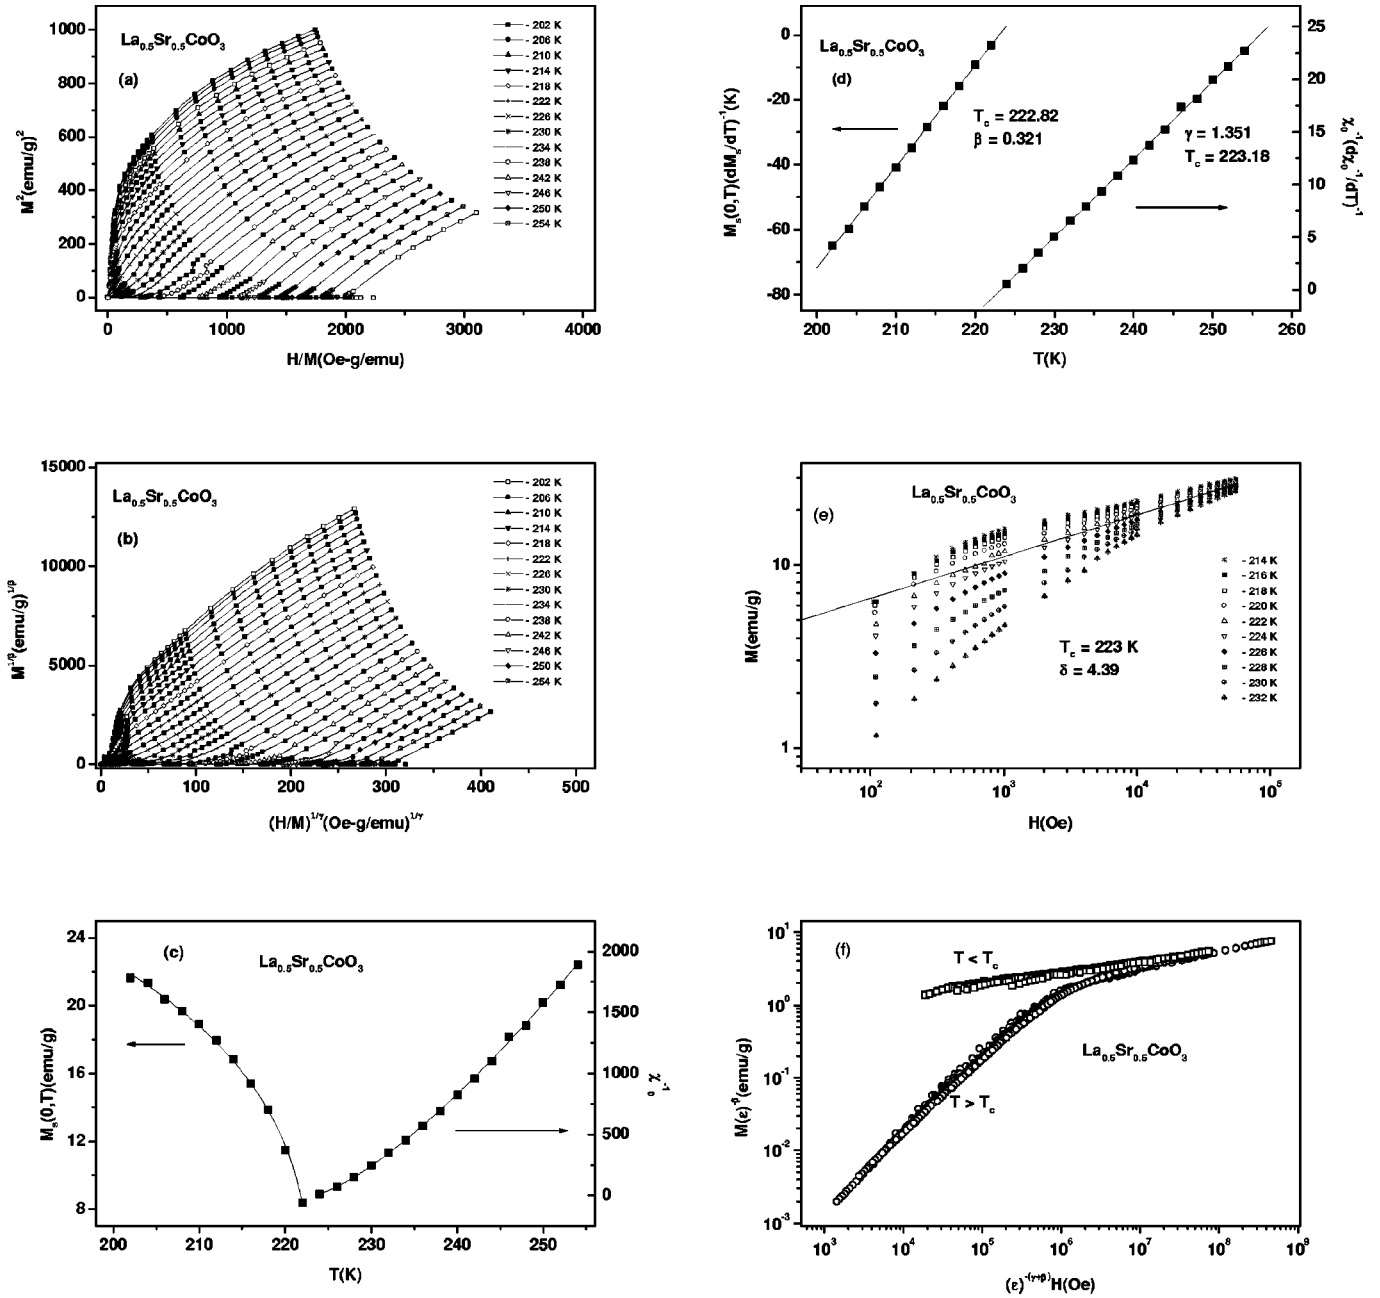 La0.5Sr0.5CoO3
(a)
M2(emu/g)2
1000
800
600
400
200
0
0 1000 2000 3000 4000
H/M(Oe-g/emu)
- 202 K
- 206 K
- 210 K
- 214 K
- 218 K
- 222 K
- 226 K
- 230 K
- 234 K
- 238 K
- 242 K
- 246 K
- 250 K
- 254 K
La0.5Sr0.5CoO3
(d)
Ms(0,T)(dMs/dT)-1(K)
0
-20
-40
-60
-80
Tc = 222.82
β = 0.321
γ = 1.351
Tc = 223.18
25
20
15
10
5
0
χ0-1(dχ0-1/dT)-1
200 210 220 230 240 250 260
T(K)
La0.5Sr0.5CoO3
(b)
M1/β(emu/g)1/β
15000
10000
5000
0
0 100 200 300 400 500
(H/M)1/γ(Oe-g/emu)1/γ
- 202 K
- 206 K
- 210 K
- 214 K
- 218 K
- 222 K
- 226 K
- 230 K
- 234 K
- 238 K
- 242 K
- 246 K
- 250 K
- 254 K
(e)
La0.5Sr0.5CoO3
M(emu/g)
10
1
Tc = 223 K
δ = 4.39
- 214 K
- 216 K
- 218 K
- 220 K
- 222 K
- 224 K
- 226 K
- 228 K
- 230 K
- 232 K
102 103 104 105
H(Oe)
(c)
La0.5Sr0.5CoO3
Ms(0,T)(emu/g)
24
22
20
18
16
14
12
10
8
2000
1500
1000
500
0
χ0-1
200 210 220 230 240 250
T(K)
(f)
T < Tc
La0.5Sr0.5CoO3
T > Tc
M(ε)-β(emu/g)
101
100
10-1
10-2
10-3
103 104 105 106 107 108 109
(ε)-(γ+β)H(Oe)